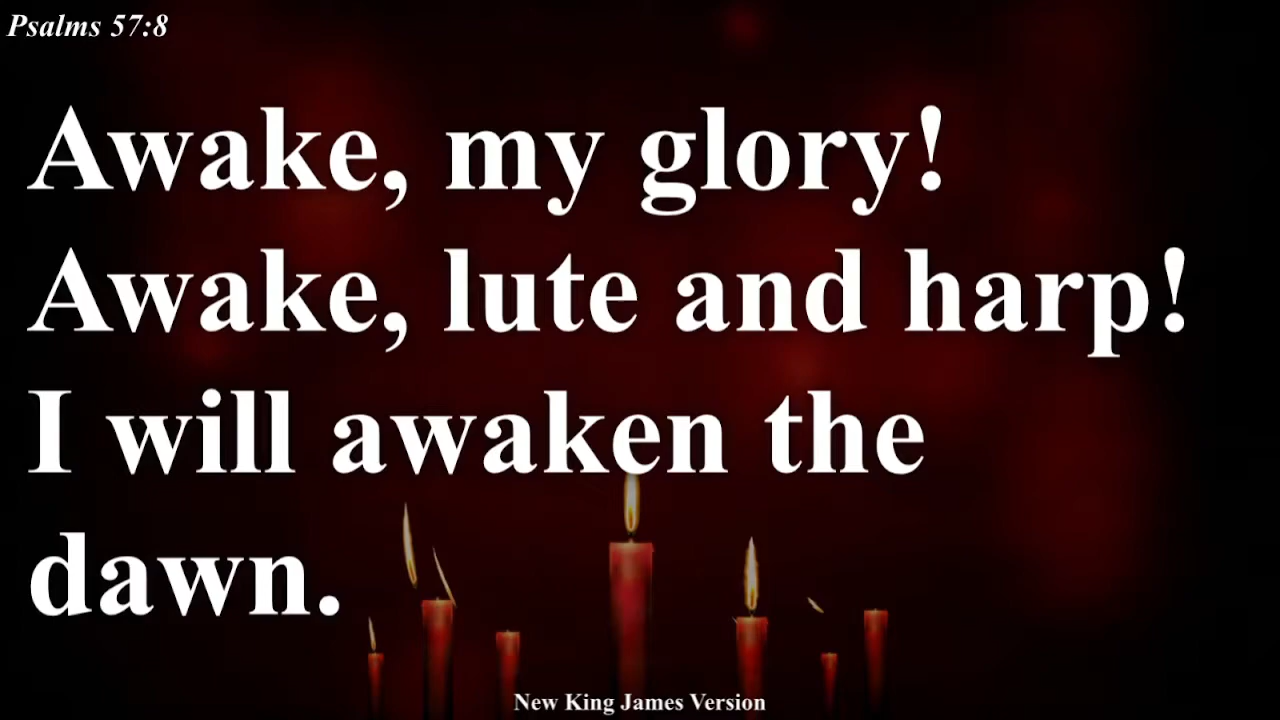 Psalms 57:8
Awake, my glory!
Awake, lute and harp!
I will awaken the
dawn.
New King James Version